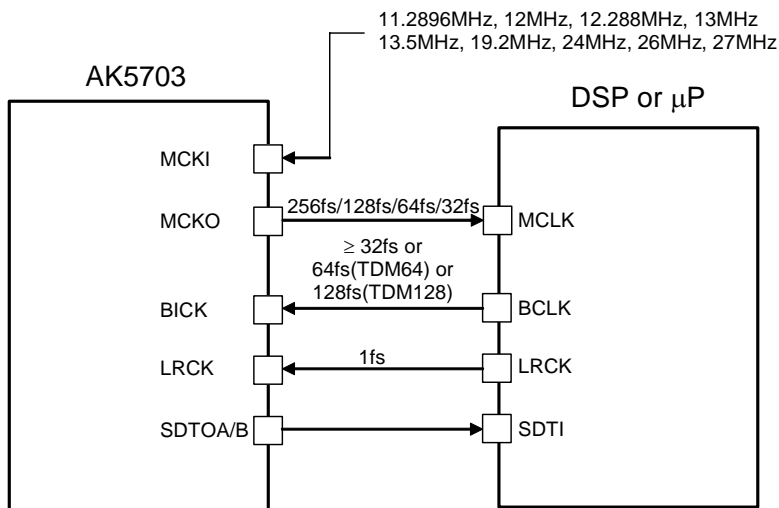 11.2896MHz, 12MHz, 12.288MHz, 13MHz
13.5MHz, 19.2MHz, 24MHz, 26MHz, 27MHz
AK5703
DSP or μP
MCKI
MCKO
256fs/128fs/64fs/32fs
MCLK
≥ 32fs or
64fs(TDM64) or
128fs(TDM128)
BICK
BCLK
LRCK
1fs
LRCK
SDTOA/B
SDTI